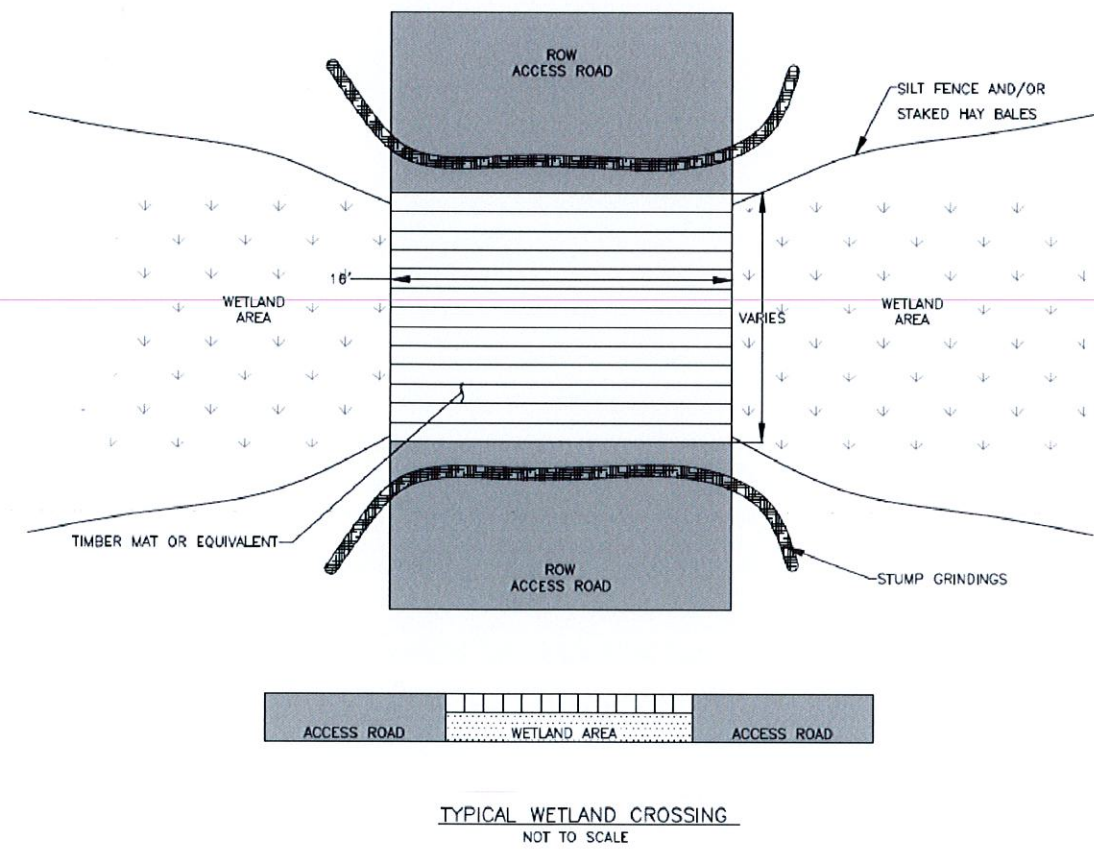 ROW
ACCESS ROAD
SILT FENCE AND/OR
STAKED HAY BALES
16'
WETLAND
AREA
VARIES
WETLAND
AREA
TIMBER MAT OR EQUIVALENT
ROW
ACCESS ROAD
STUMP GRINDINGS
ACCESS ROAD
WETLAND AREA
ACCESS ROAD
TYPICAL WETLAND CROSSING
NOT TO SCALE